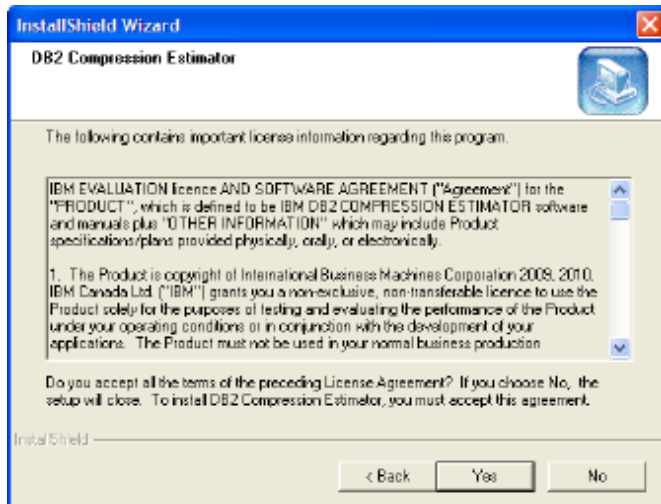 InstallShield Wizard
DB2 Compression Estimator
The following contains important license information regarding this program.
IBM EVALUATION licence AND SOFTWARE AGREEMENT ("Agreement") for the
"PRODUCT", which is defined to be IBM DB2 COMPRESSION ESTIMATOR software
and manuals plus "OTHER INFORMATION" which may include Product
specifications/plans provided physically, orally, or electronically.
1. The Product is copyright of International Business Machines Corporation 2009, 2010.
IBM Canada Ltd. ("IBM") grants you a non-exclusive, non-transferable licence to use the
Product solely for the purposes of testing and evaluating the performance of the Product
under your operating conditions or in conjunction with the development of your
applications. The Product must not be used in your normal business production
Do you accept all the terms of the preceding License Agreement? If you choose No, the
setup will close. To install DB2 Compression Estimator, you must accept this agreement.
InstallShield
< Back
Yes
No